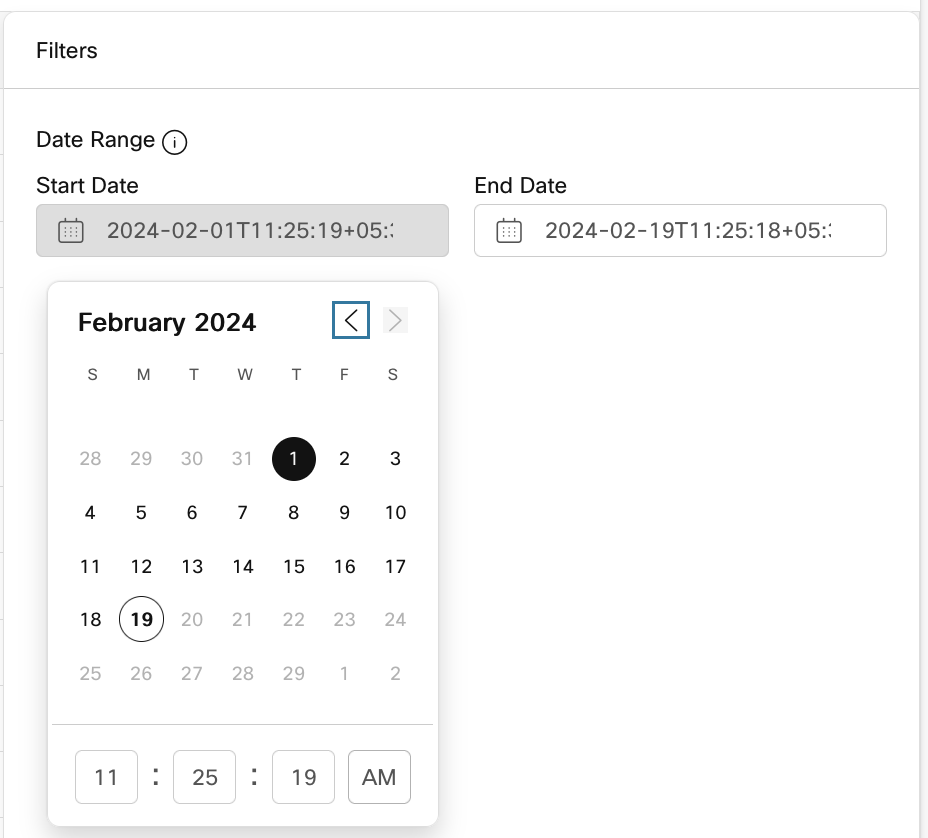 Filters
Date Range
Start Date End Date
2024-02-01T11:25:19+05: 2024-02-19T11:25:18+05:
February 2024
S M T W T F S
28 29 30 31 1 2 3
4 5 6 7 8 9 10
11 12 13 14 15 16 17
18 19 20 21 22 23 24
25 26 27 28 29 1 2
11 : 25 : 19 AM